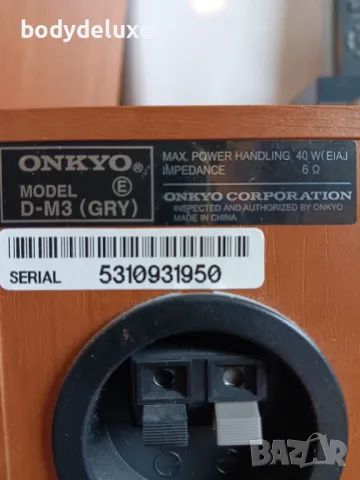 bodydeluxe
ONKYO®
MODEL Ⓔ
D-M3 (GRY)
MAX. POWER HANDLING 40 W(EIAJ)
IMPEDANCE 6 Ω
ONKYO CORPORATION
INSPECTED AND AUTHORIZED BY ONKYO
MADE IN CHINA
SERIAL 5310931950
BAZAR